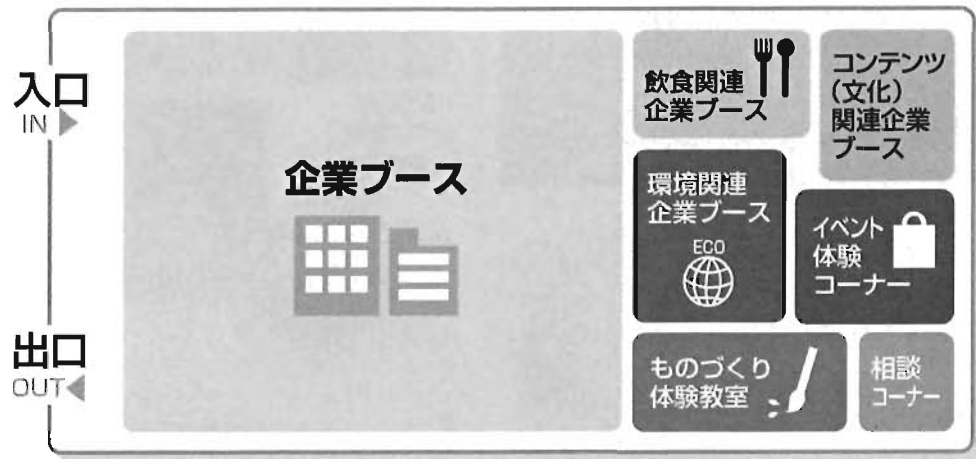 入口
IN
出口
OUT
企業ブース
飲食関連
企業ブース
コンテンツ
(文化)
関連企業
ブース
環境関連
企業ブース
ECO
イベント
体験
コーナー
ものづくり
体験教室
相談
コーナー